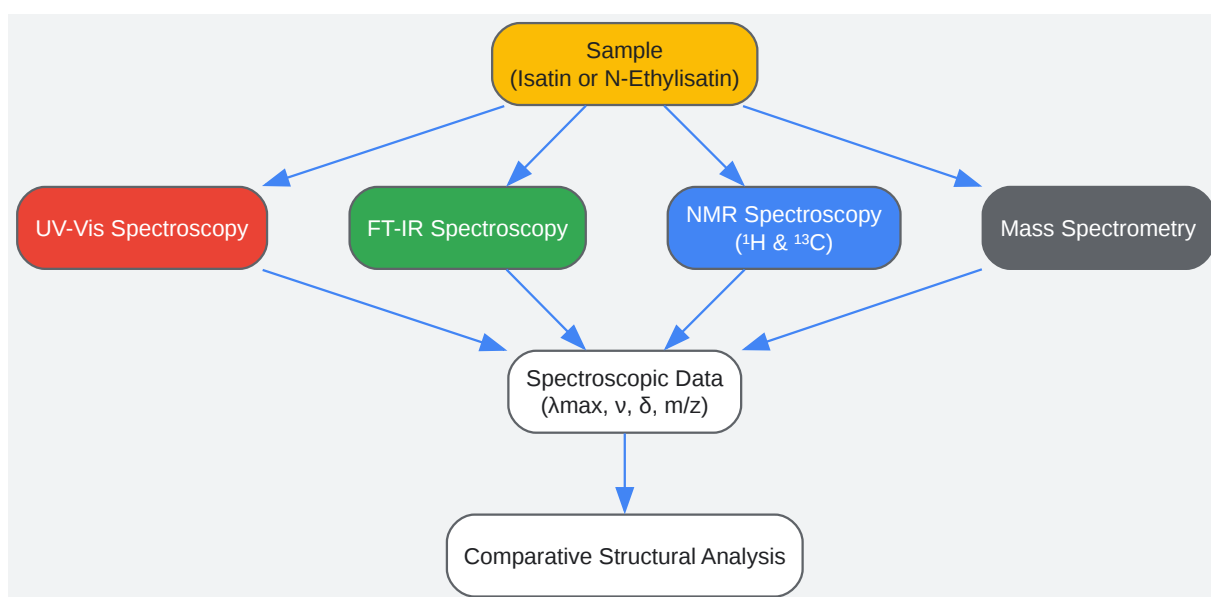 Sample
(Isatin or N-Ethylisatin)
UV-Vis Spectroscopy
FT-IR Spectroscopy
NMR Spectroscopy
(¹H & ¹³C)
Mass Spectrometry
Spectroscopic Data
(λmax, ν, δ, m/z)
Comparative Structural Analysis